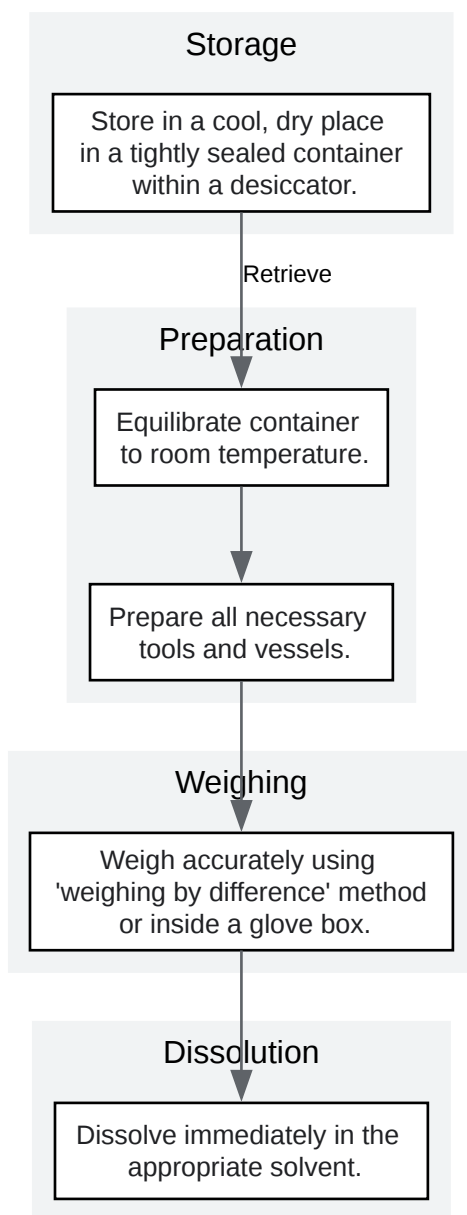 Storage
Store in a cool, dry place
in a tightly sealed container
within a desiccator.
Retrieve
Preparation
Equilibrate container
to room temperature.
Prepare all necessary
tools and vessels.
Weighing
Weigh accurately using
'weighing by difference' method
or inside a glove box.
Dissolution
Dissolve immediately in the
appropriate solvent.